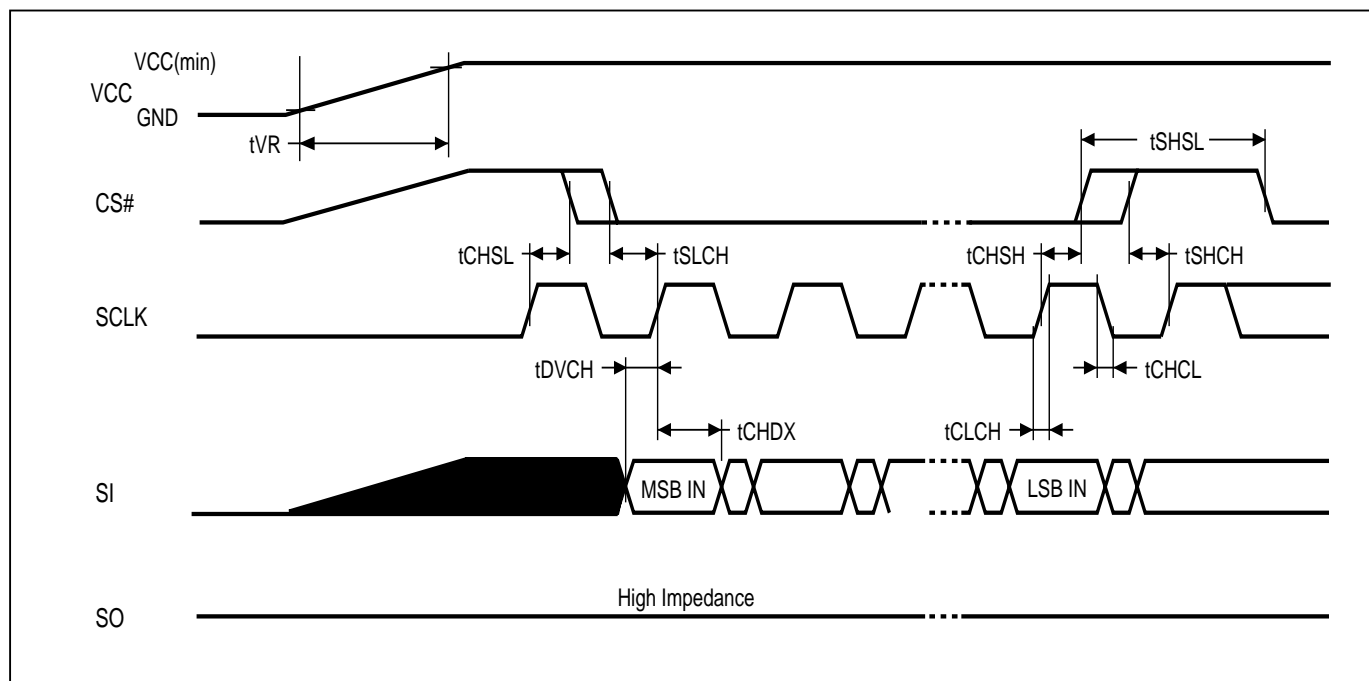 VCC(min)
VCC
GND
tVR
tSHSL
CS#
tCHSL
tSLCH
tCHSH
tSHCH
SCLK
tDVCH
tCHCL
tCHDX
tCLCH
SI
MSB IN
LSB IN
High Impedance
SO